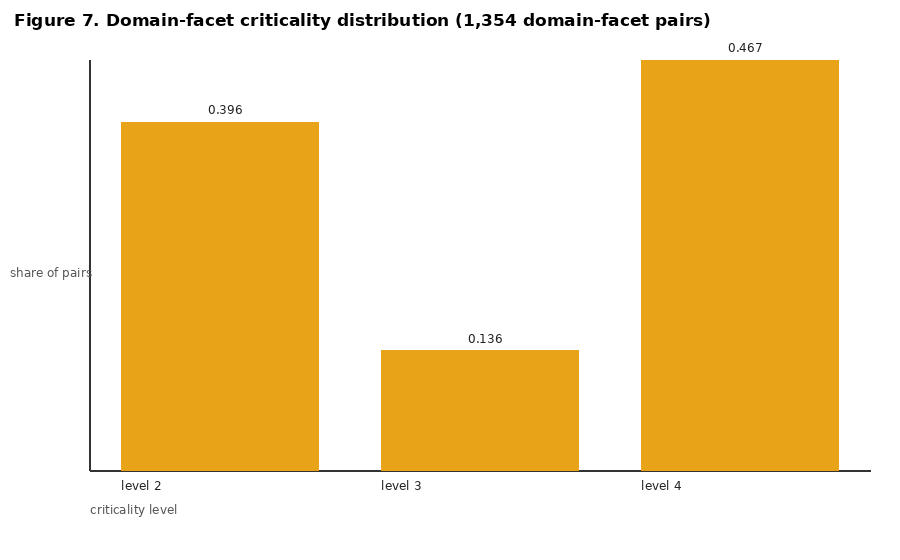 Figure 7. Domain-facet criticality distribution (1,354 domain-facet pairs)
0.467
0.396
share of pairs
0.136
level 2
level 3
level 4
criticality level